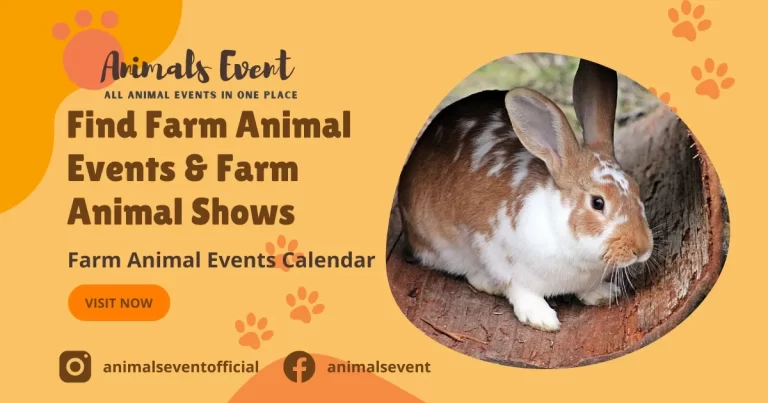 Animals Event
ALL ANIMAL EVENTS IN ONE PLACE
Find Farm Animal
Events & Farm
Animal Shows
Farm Animal Events Calendar
VISIT NOW
animalseventofficial
animalsevent